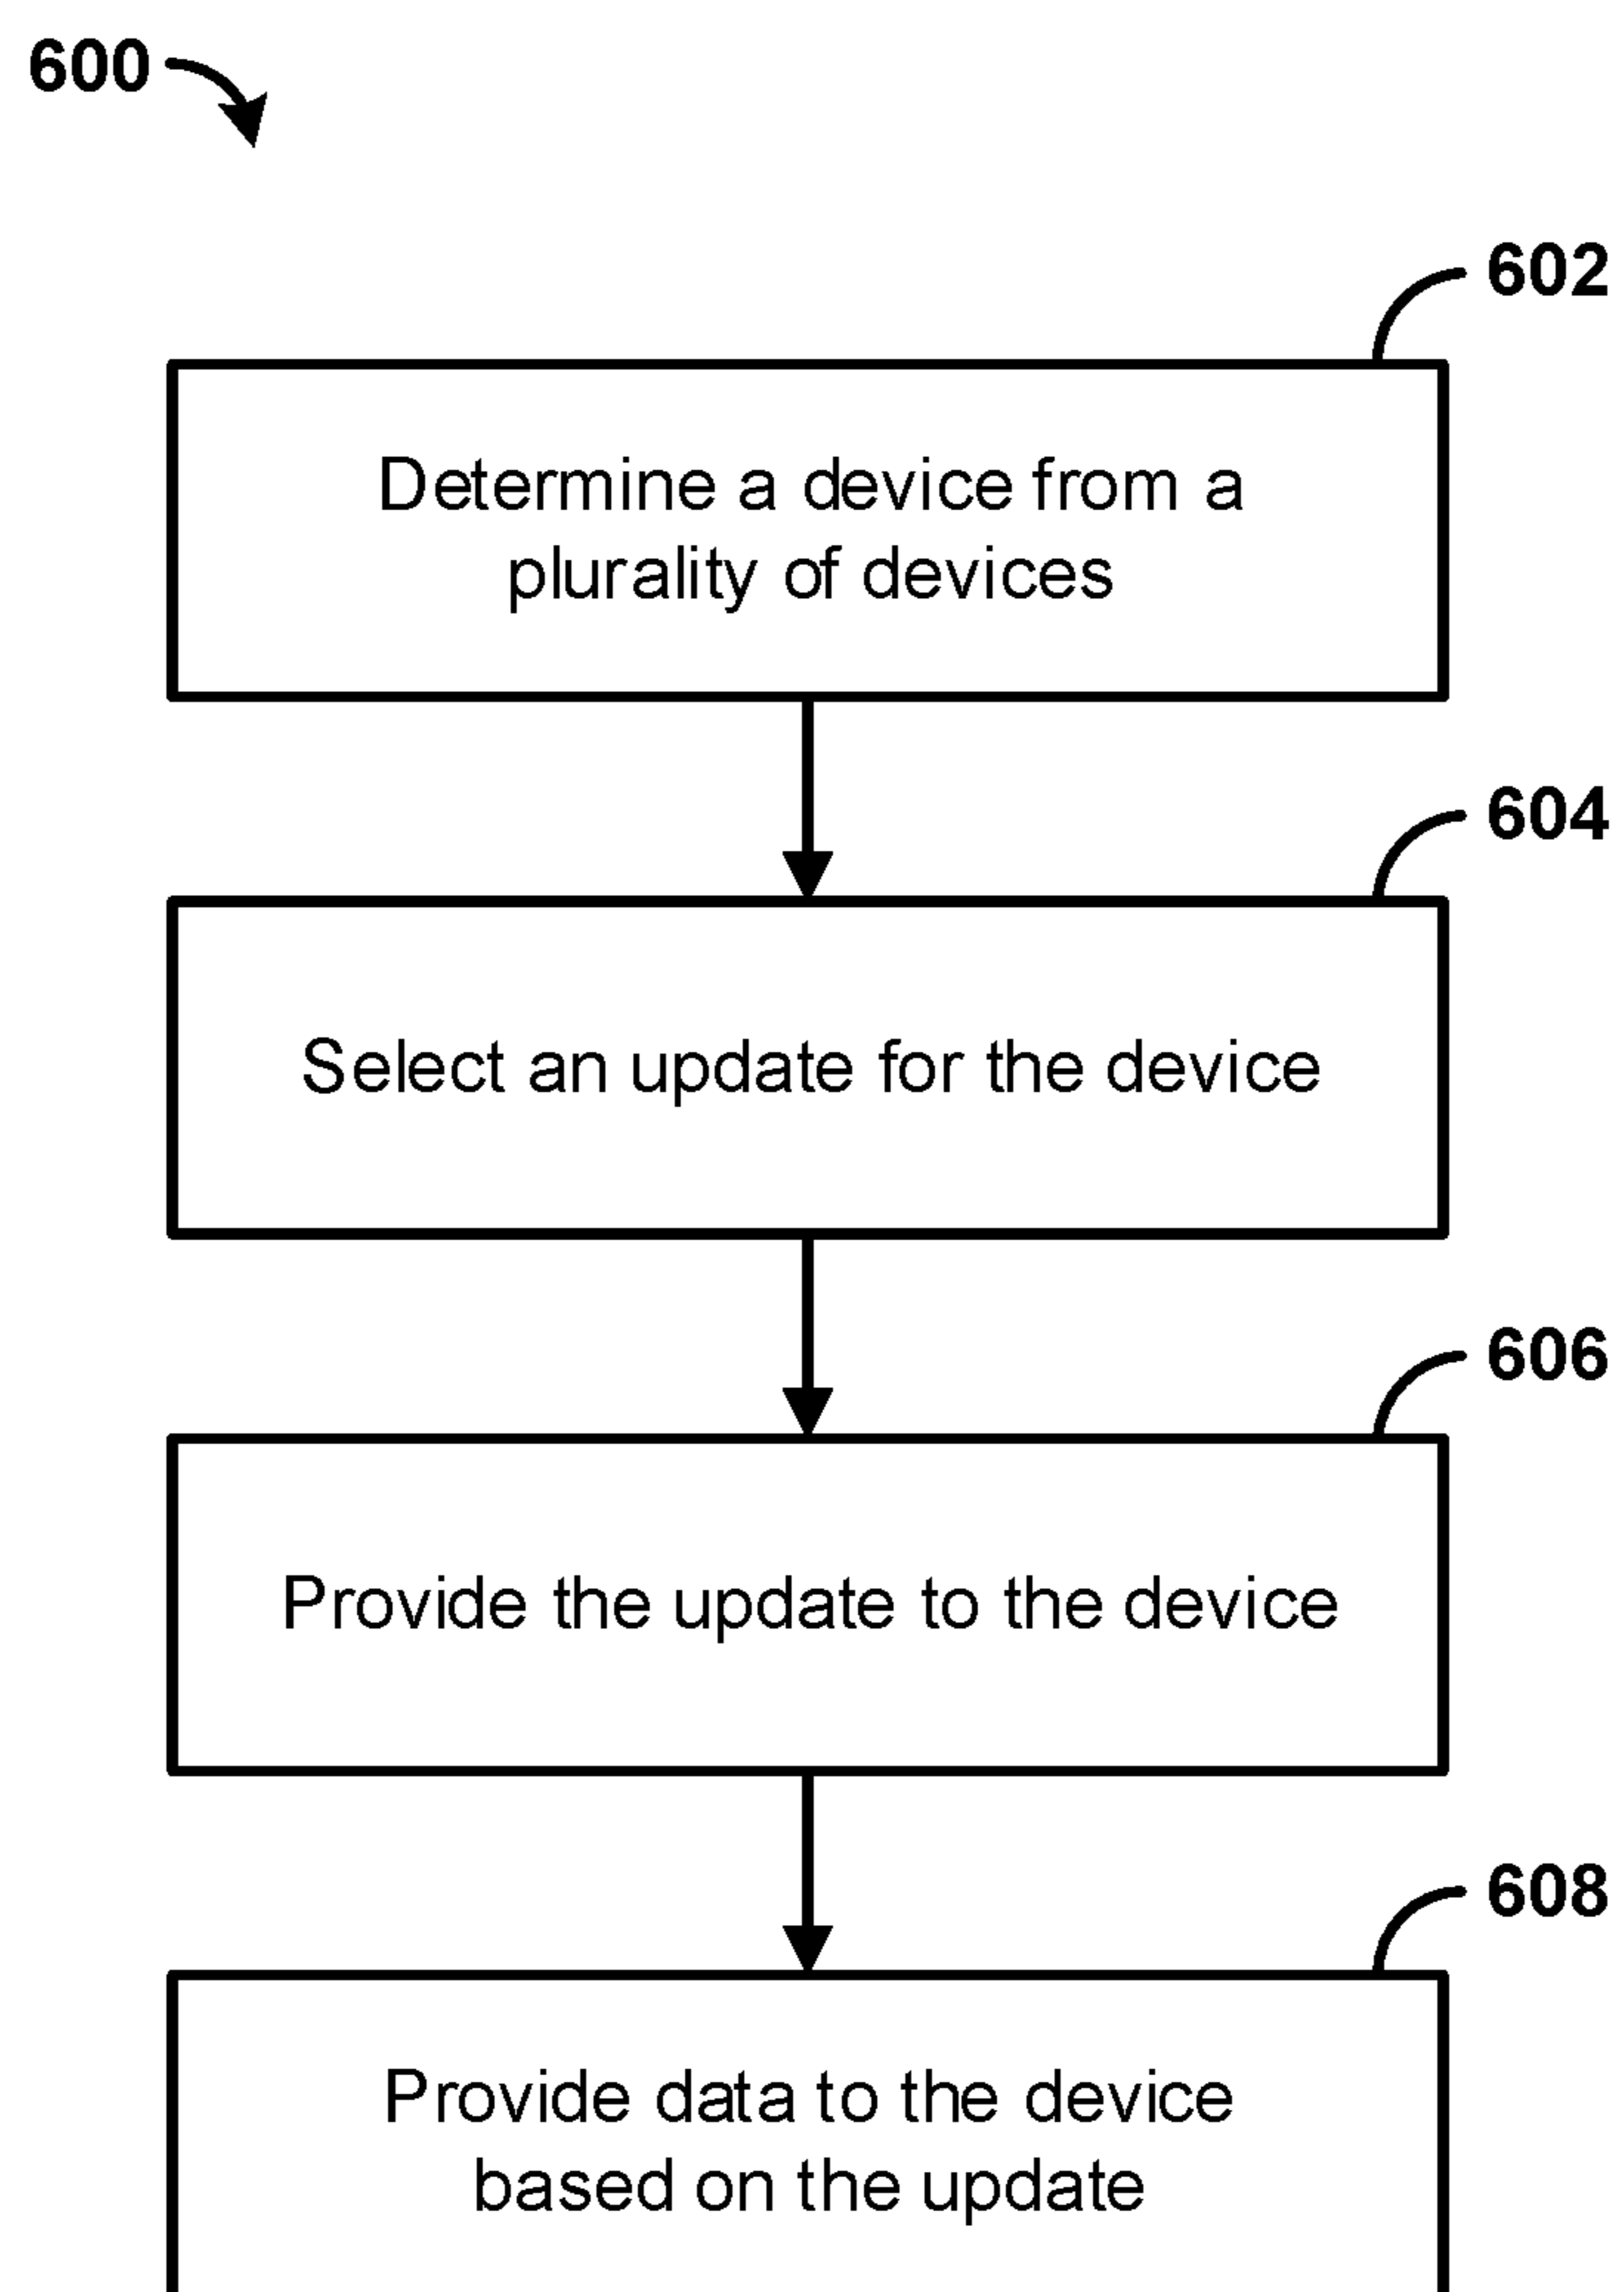 600
602
Determine a device from a
plurality of devices
604
Select an update for the device
606
Provide the update to the device
608
Provide data to the device
based on the update